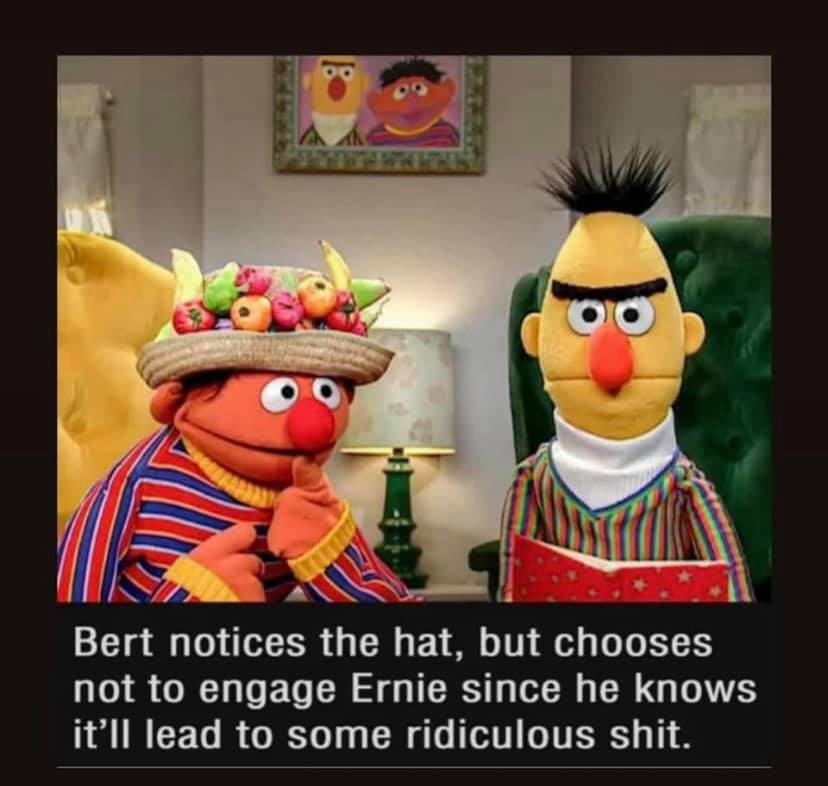 Bert notices the hat, but chooses
not to engage Ernie since he knows
it'll lead to some ridiculous shit.